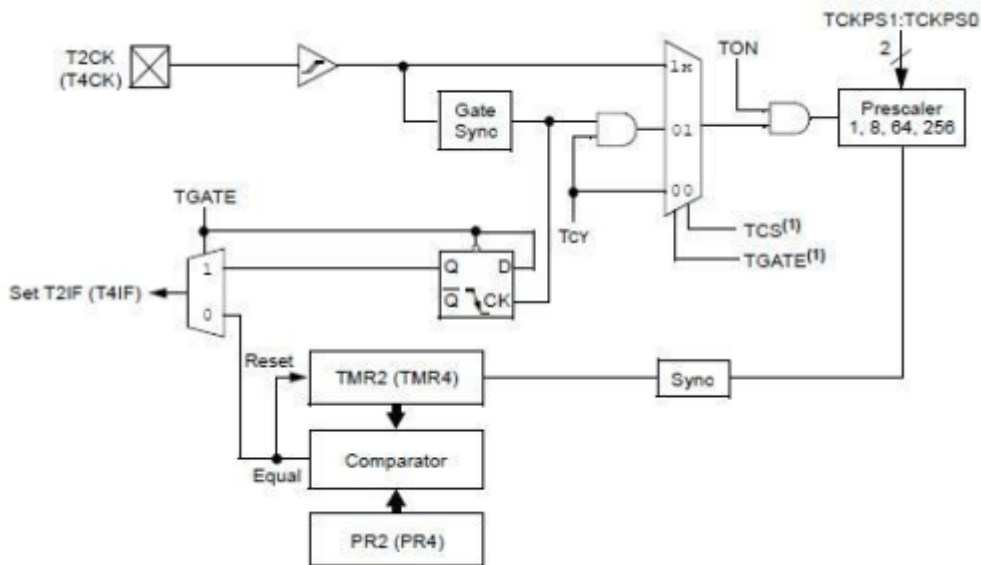 TCKPS1:TCKPS0
2
T2CK
(T4CK)
TON
1x
Gate
Sync
01
Prescaler
1, 8, 64, 256
00
TGATE
TCY
TCS(1)
TGATE(1)
1
Q
D
Set T2IF (T4IF)
Q
CK
0
Reset
TMR2 (TMR4)
Sync
Equal
Comparator
PR2 (PR4)